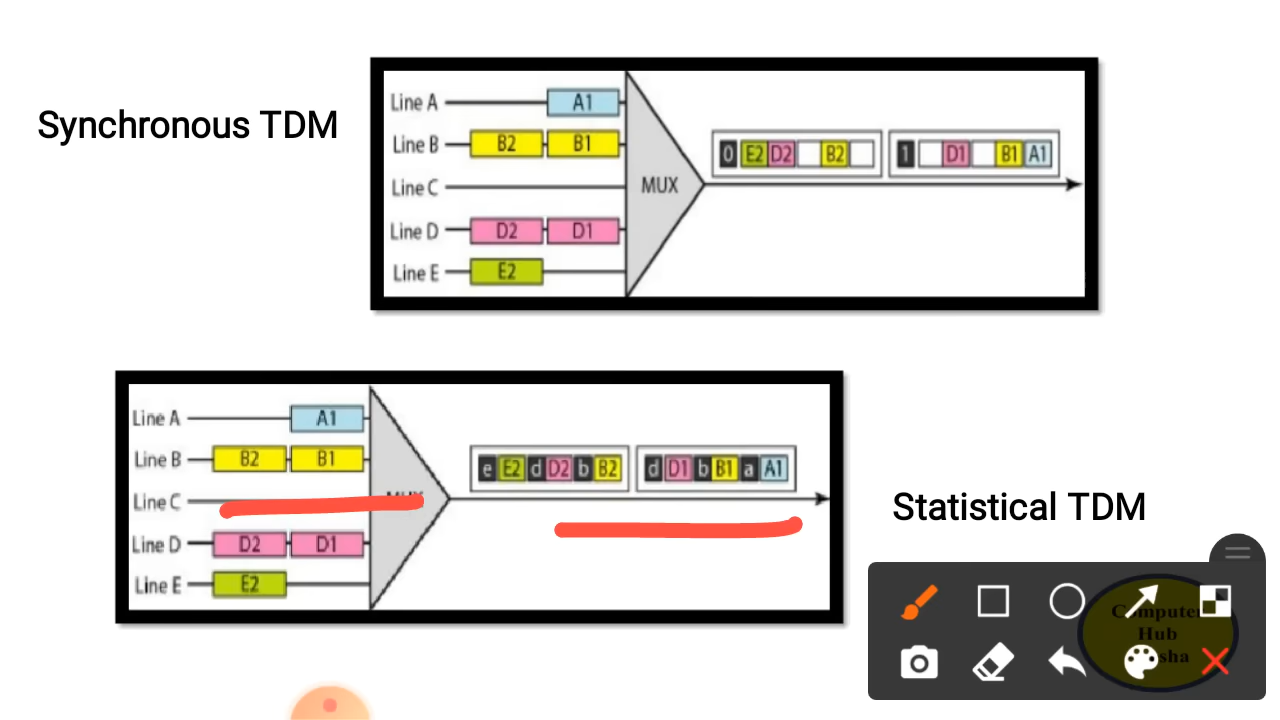 Synchronous TDM
Line A A1
Line B B2 B1
Line C
Line D D2 D1
Line E E2
MUX
0 E2 D2 B2
1 D1 B1 A1
Line A A1
Line B B2 B1
Line C
Line D D2 D1
Line E E2
e E2 d D2 b B2
d D1 b B1 a A1
Statistical TDM
Hub